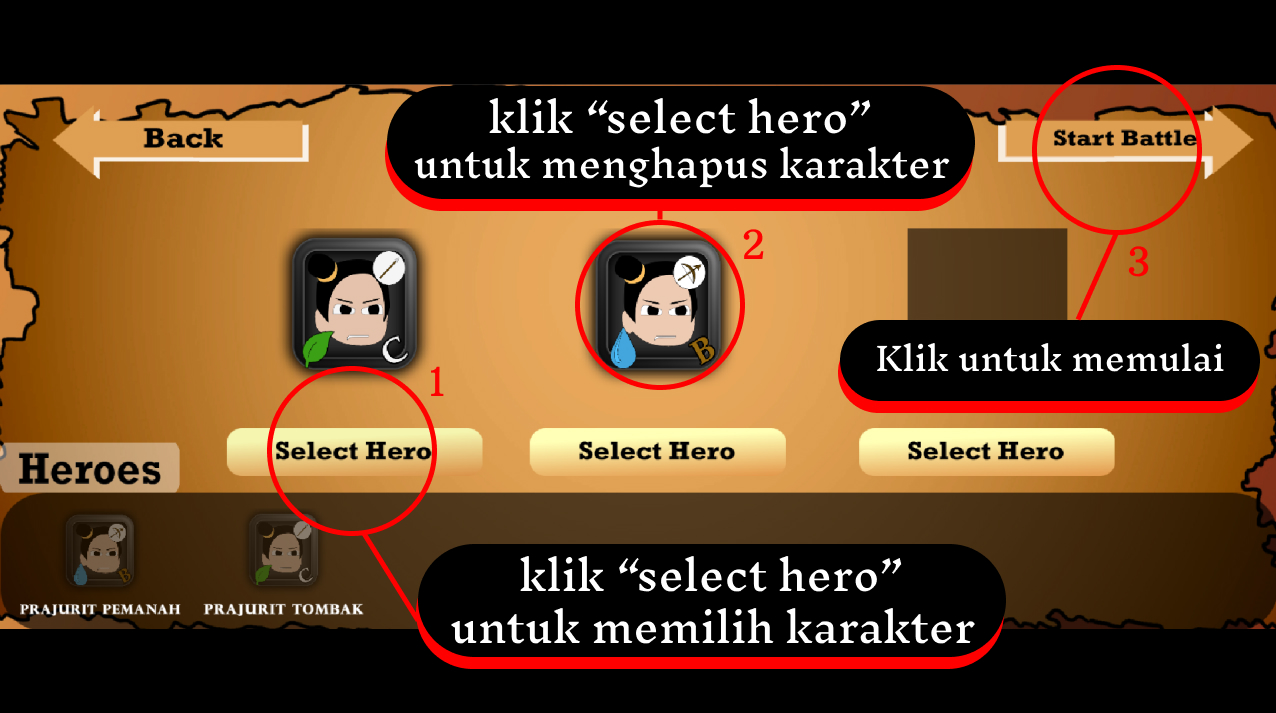 klik “select hero”
untuk menghapus karakter
Back
Start Battle
2
3
C
B
Klik untuk memulai
1
Select Hero
Select Hero
Select Hero
Heroes
B
C
klik “select hero”
untuk memilih karakter
PRAJURIT PEMANAH
PRAJURIT TOMBAK